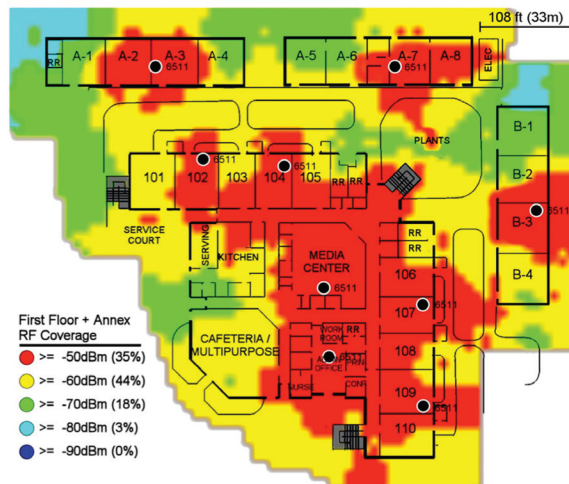 108 ft (33m)
A-1 A-2 A-3 A-4 A-5 A-6 A-7 A-8 ELEC
RR 6511 6511
PLANTS B-1
6511 6511 B-2
101 102 103 104 105 RR RR
6511
B-3
SERVICE COURT
SERVING KITCHEN RR RR
MEDIA CENTER 106 B-4
6511 6511
107
First Floor + Annex
RF Coverage
CAFETERIA / MULTIPURPOSE
WORK ROOM RR 108
6511
OFFICE
NURSE CONF 109
6511
110
>= -50dBm (35%)
>= -60dBm (44%)
>= -70dBm (18%)
>= -80dBm (3%)
>= -90dBm (0%)